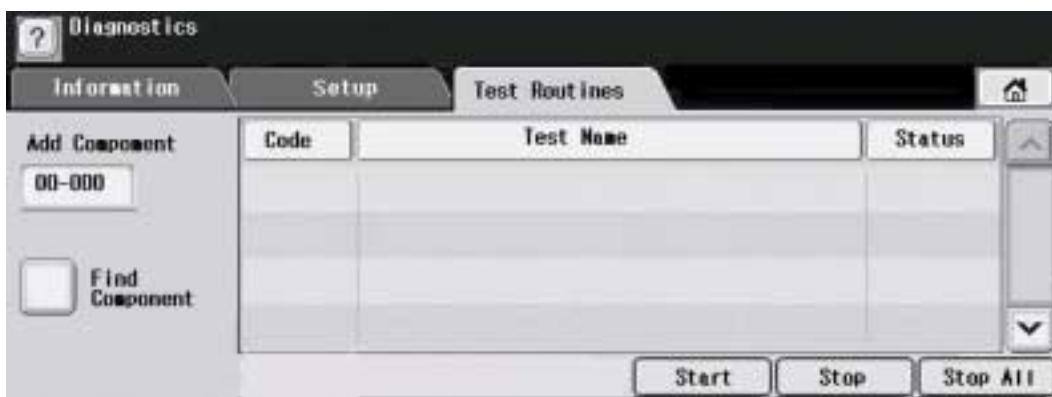 ? Diagnostics
Information Setup Test Routines
Add Component Code Test Name Status
00-000
Find
Component
Start Stop Stop All